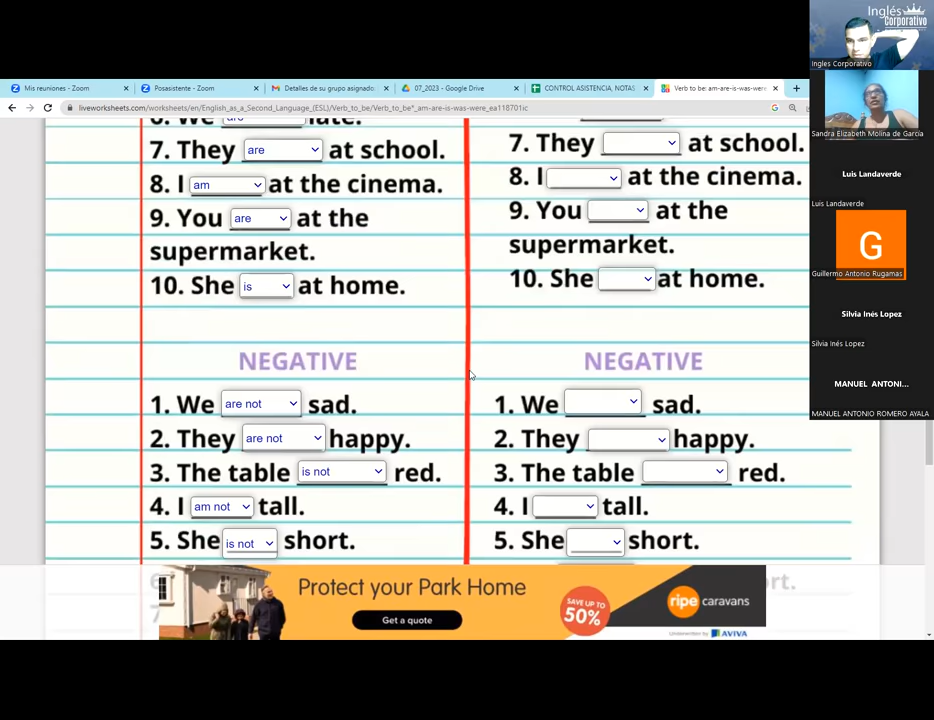 Inglés
Corporativo
Ingles Corporativo
Mis reuniones - Zoom
Posasistente - Zoom
Detalles de su grupo asignado:
07_2023 - Google Drive
CONTROL ASISTENCIA, NOTAS
Verb to be: am-are-is-was-were_
liveworksheets.com/worksheets/en/English_as_a_Second_Language_(ESL)/Verb_to_be/Verb_to_be*_am-are-is-was-were_ea118701ic
Sandra Elizabeth Molina de García
Luis Landaverde
Luis Landaverde
G
Guillermo Antonio Rugamas
Silvia Inés Lopez
Silvia Inés Lopez
MANUEL ANTONI...
MANUEL ANTONIO ROMERO AYALA
6. We are late.
7. They are at school.
8. I am at the cinema.
9. You are at the
supermarket.
10. She is at home.
NEGATIVE
1. We are not sad.
2. They are not happy.
3. The table is not red.
4. I am not tall.
5. She is not short.
7. They at school.
8. I at the cinema.
9. You at the
supermarket.
10. She at home.
NEGATIVE
1. We sad.
2. They happy.
3. The table red.
4. I tall.
5. She short.
Protect your Park Home
Get a quote
SAVE UP TO
50%
ripe caravans
Underwritten by AVIVA